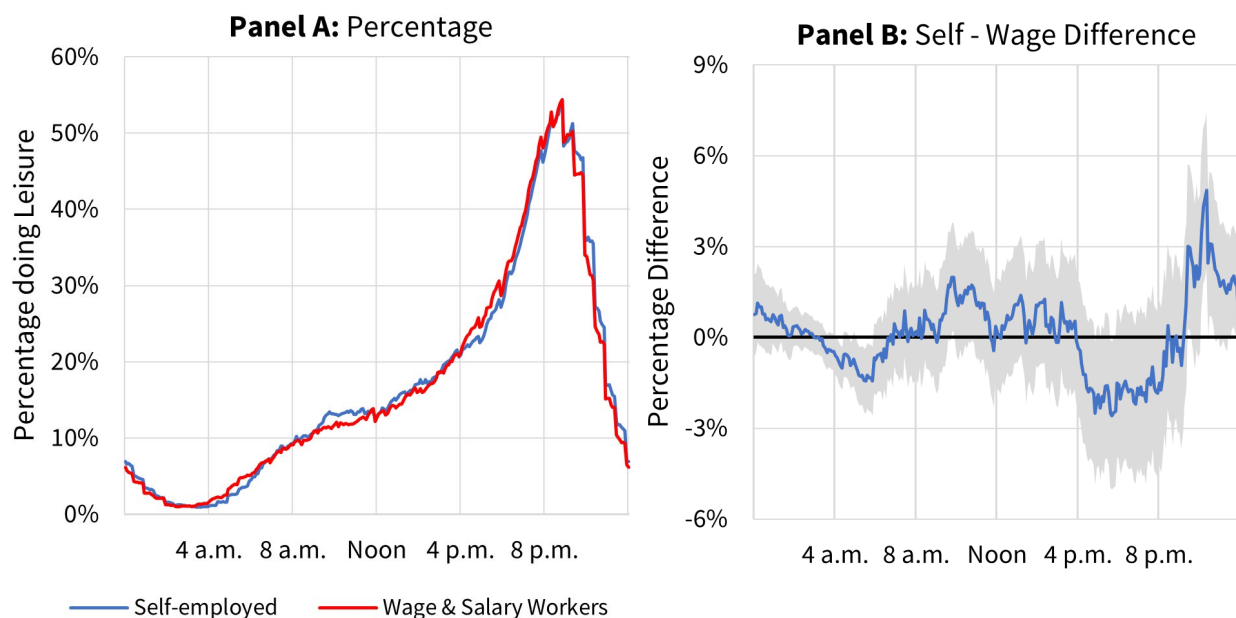 Panel A: Percentage
Percentage doing Leisure
60%
50%
40%
30%
20%
10%
0%
4 a.m. 8 a.m. Noon 4 p.m. 8 p.m.
Self-employed Wage & Salary Workers
Panel B: Self - Wage Difference
Percentage Difference
9%
6%
3%
0%
-3%
-6%
4 a.m. 8 a.m. Noon 4 p.m. 8 p.m.